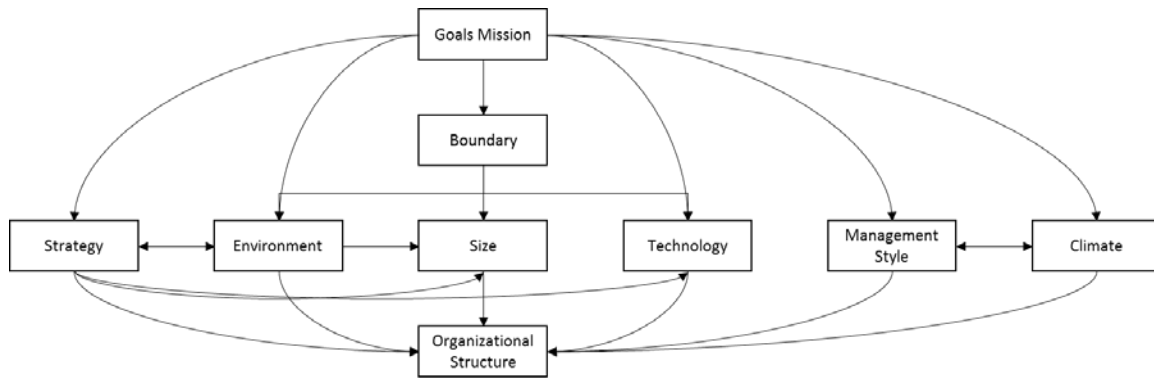 Goals Mission
Boundary
Strategy
Environment
Size
Technology
Management
Style
Climate
Organizational
Structure